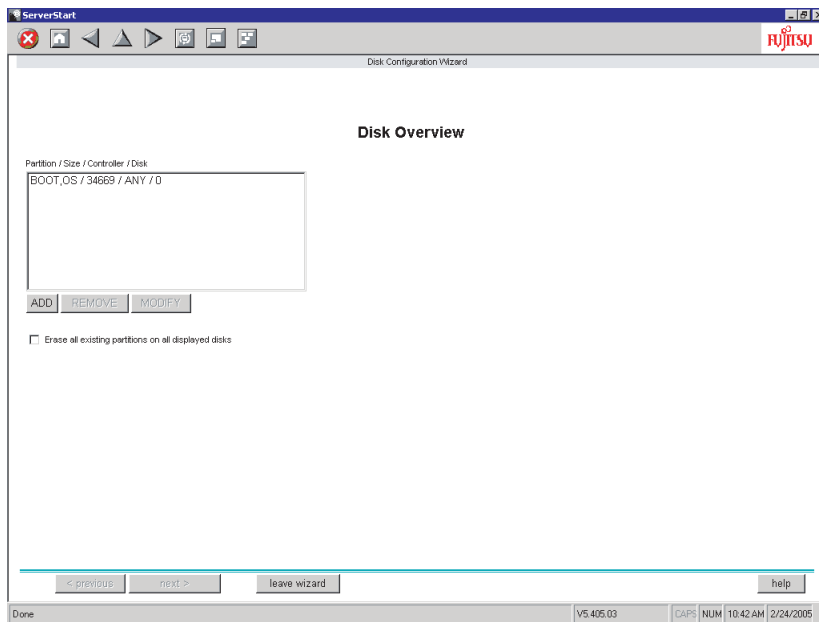 ServerStart
FUJITSU
Disk Configuration Wizard
Disk Overview
Partition / Size / Controller / Disk
BOOT,OS / 34669 / ANY / 0
ADD REMOVE MODIFY
Erase all existing partitions on all displayed disks
< previous next > leave wizard help
Done V5.405.03 CAPS NUM 10:42 AM 2/24/2005